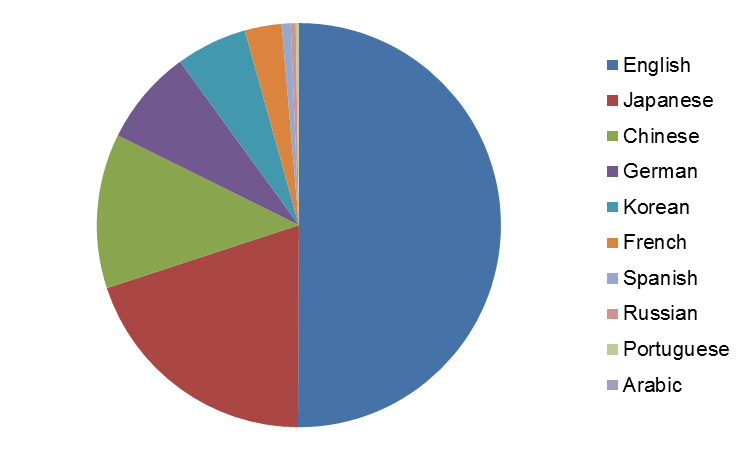 English
Japanese
Chinese
German
Korean
French
Spanish
Russian
Portuguese
Arabic